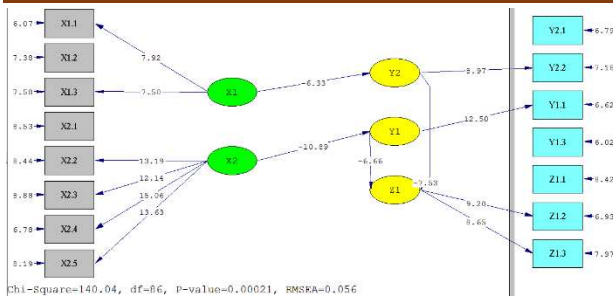 6.07
X1.1
7.38
X1.2
7.58
X1.3
8.53
X2.1
8.44
X2.2
8.88
X2.3
6.78
X2.4
8.19
X2.5
7.92
7.50
X1
-6.33
Y2
8.97
X2
-10.89
Y1
12.50
-6.66
-7.53
Z1
13.19
12.14
15.06
13.63
9.20
8.65
Y2.1
6.79
Y2.2
7.18
Y1.1
6.62
Y1.3
6.02
Z1.1
8.42
Z1.2
6.93
Z1.3
7.97
Chi-Square=140.04, df=86, P-value=0.00021, RMSEA=0.056